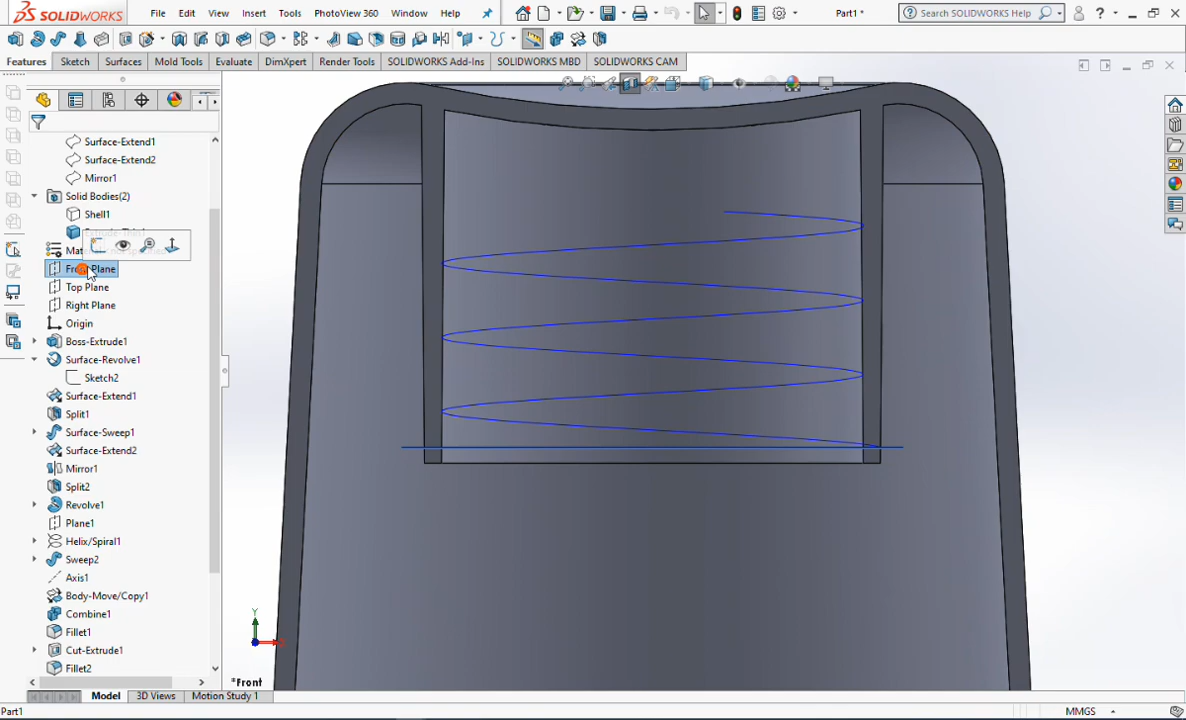 SOLIDWORKS File Edit View Insert Tools PhotoView 360 Window Help Part1 * Search SOLIDWORKS Help
Features Sketch Surfaces Mold Tools Evaluate DimXpert Render Tools SOLIDWORKS Add-Ins SOLIDWORKS MBD SOLIDWORKS CAM
Surface-Extend1
Surface-Extend2
Mirror1
Solid Bodies(2)
Shell1
Front Plane
Top Plane
Right Plane
Origin
Boss-Extrude1
Surface-Revolve1
Sketch2
Surface-Extend1
Split1
Surface-Sweep1
Surface-Extend2
Mirror1
Split2
Revolve1
Plane1
Helix/Spiral1
Sweep2
Axis1
Body-Move/Copy1
Combine1
Fillet1
Cut-Extrude1
Fillet2
Y
*Front
Model 3D Views Motion Study 1
Part1 MMGS